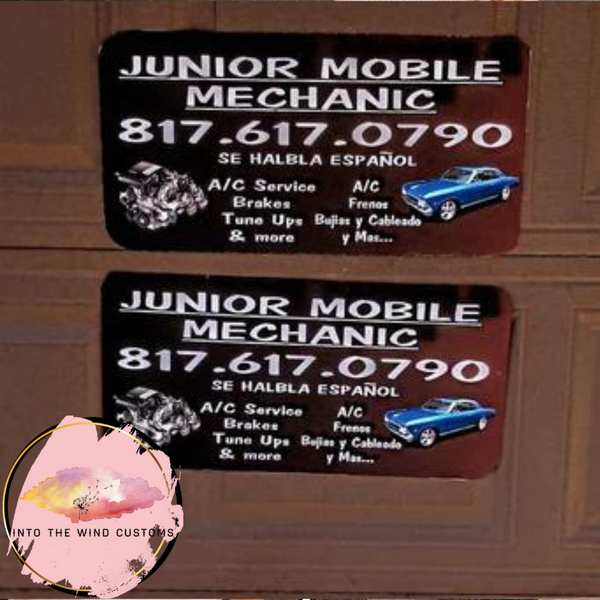 JUNIOR MOBILE
MECHANIC
817.617.0790
SE HALBLA ESPAÑOL
A/C Service
Brakes
Tune Ups
& more
A/C
Frenos
Bujias y Cableado
y Mas...
JUNIOR MOBILE
MECHANIC
817.617.0790
SE HALBLA ESPAÑOL
A/C Service
Brakes
Tune Ups
& more
A/C
Frenos
Bujias y Cableado
y Mas...
INTO THE WIND CUSTOMS